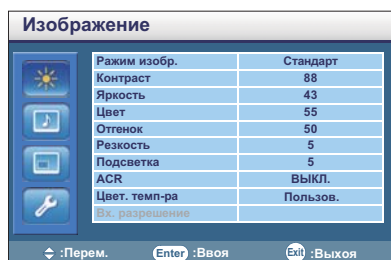 Изображение
Режим изобр. Стандарт
Контраст 88
Яркость 43
Цвет 55
Оттенок 50
Резкость 5
Подсветка 5
ACR ВЫКЛ.
Цвет. темп-ра Пользов.
Вх. разрешение
:Перем. Enter :Ввоя Exit :Выхоя